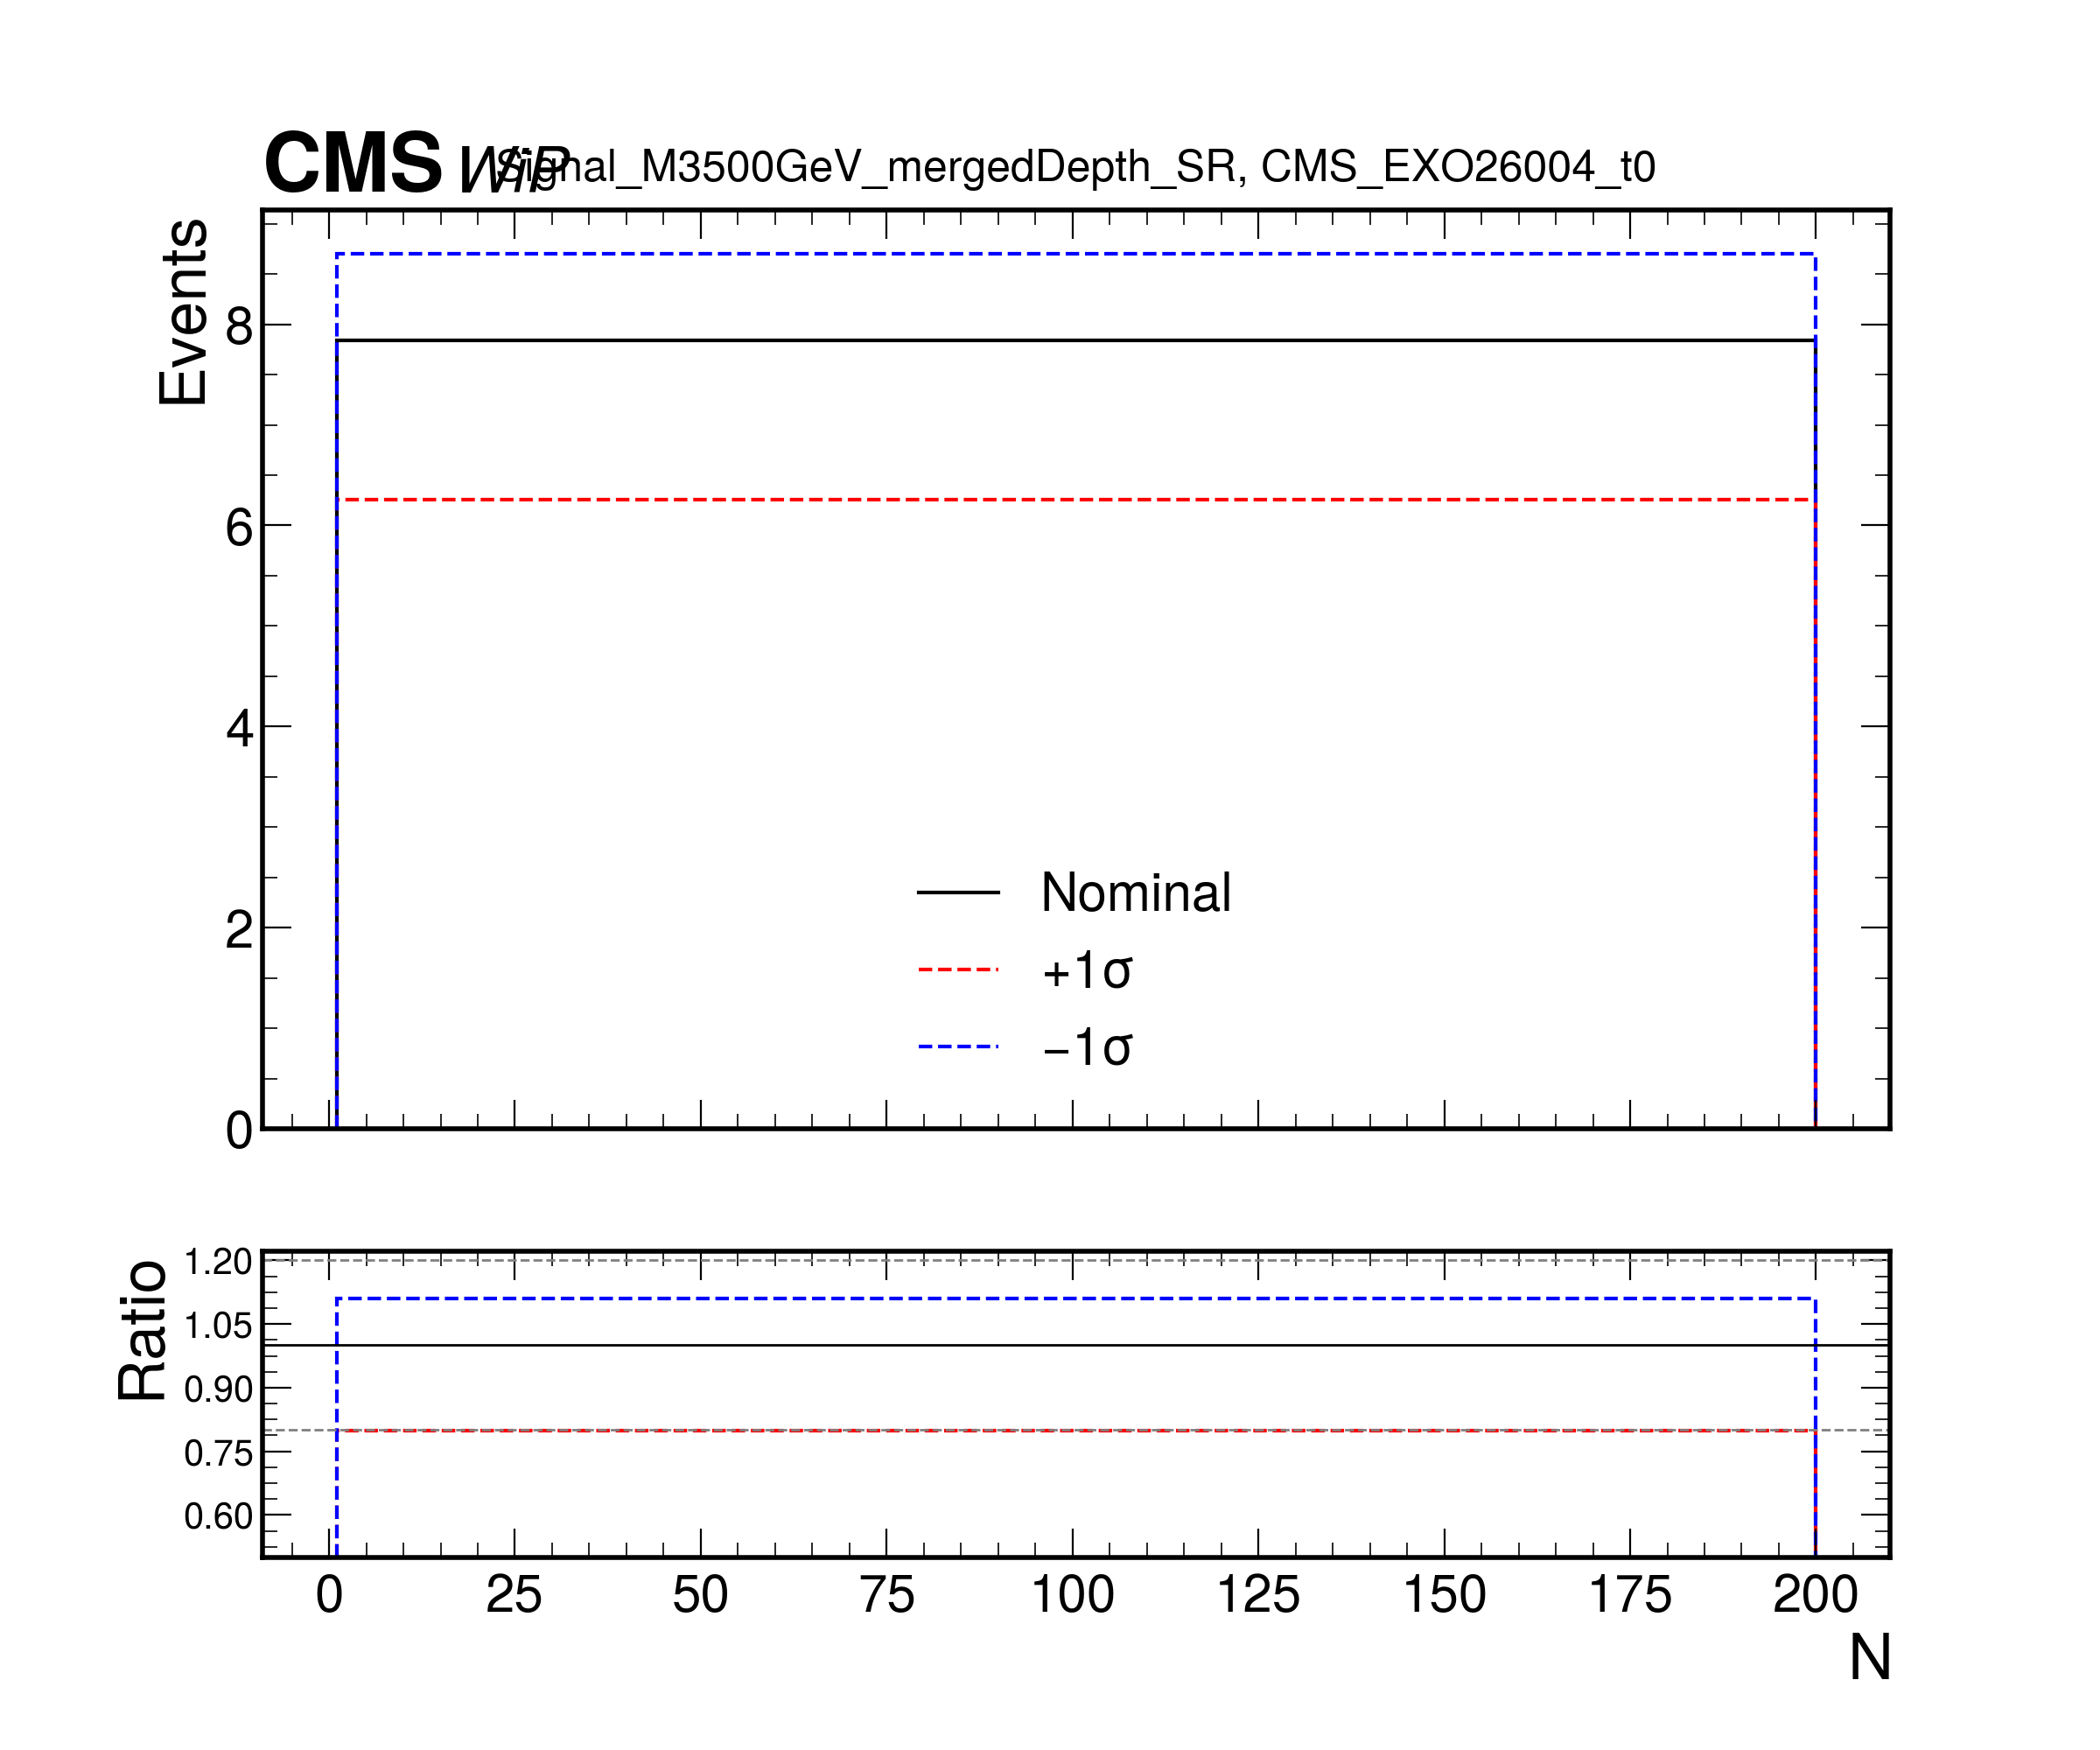 CMS WiP Signal_M3500GeV_mergedDepth_SR, CMS_EXO26004_t0
Events
8
6
4
2
0
Nominal
+1σ
−1σ
Ratio
1.20
1.05
0.90
0.75
0.60
0 25 50 75 100 125 150 175 200
N